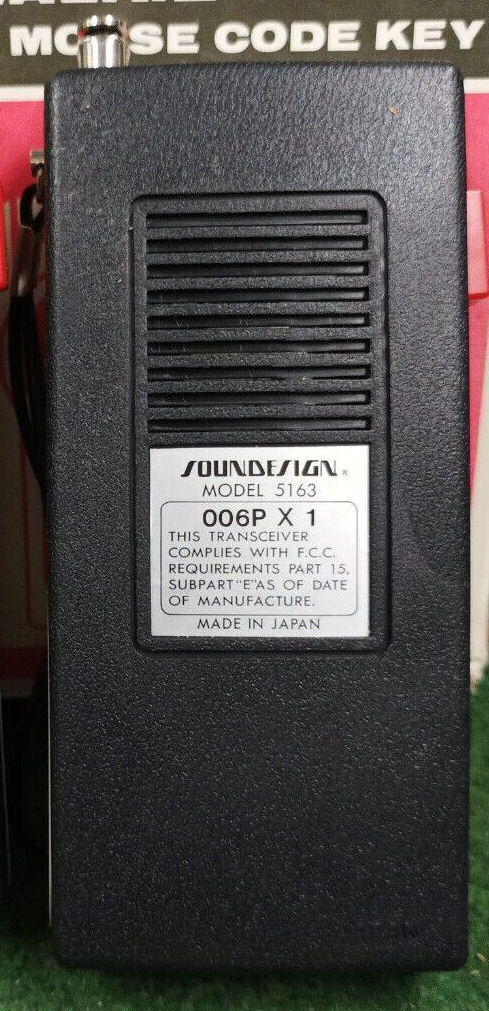 MORSE CODE KEY
SOUNDESIGN®
MODEL 5163
006P X 1
THIS TRANSCEIVER
COMPLIES WITH F.C.C.
REQUIREMENTS PART 15,
SUBPART "E" AS OF DATE
OF MANUFACTURE.
MADE IN JAPAN